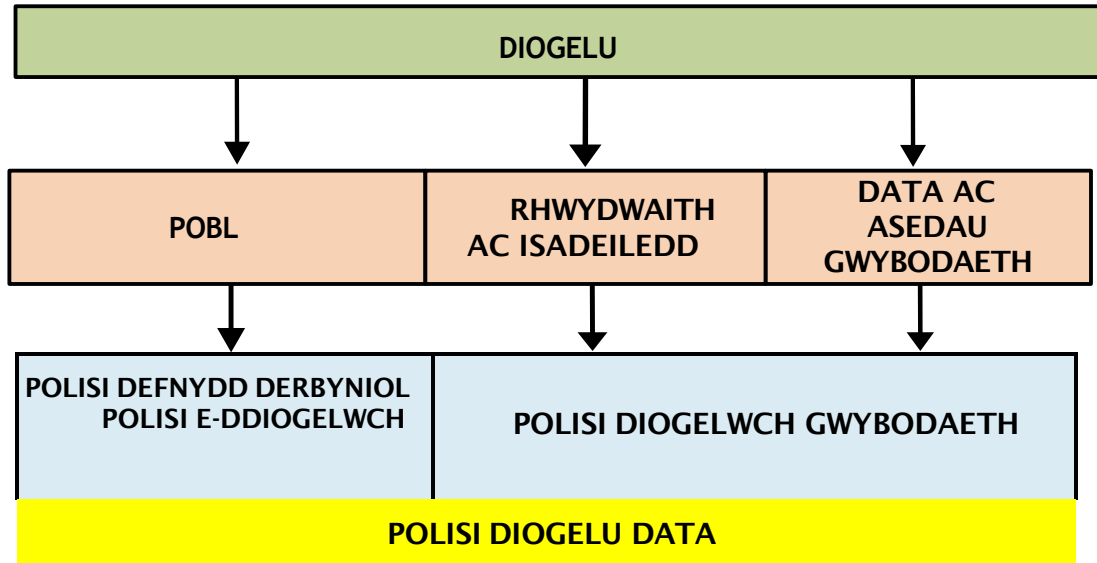 DIOGELU
POBL
RHWYDWAITH
AC ISADEILEDD
DATA AC
ASEDAU
GWYBODAETH
POLISI DEFNYDD DERBYNIOL
POLISI E-DDIOGELWCH
POLISI DIOGELWCH GWYBODAETH
POLISI DIOGELU DATA